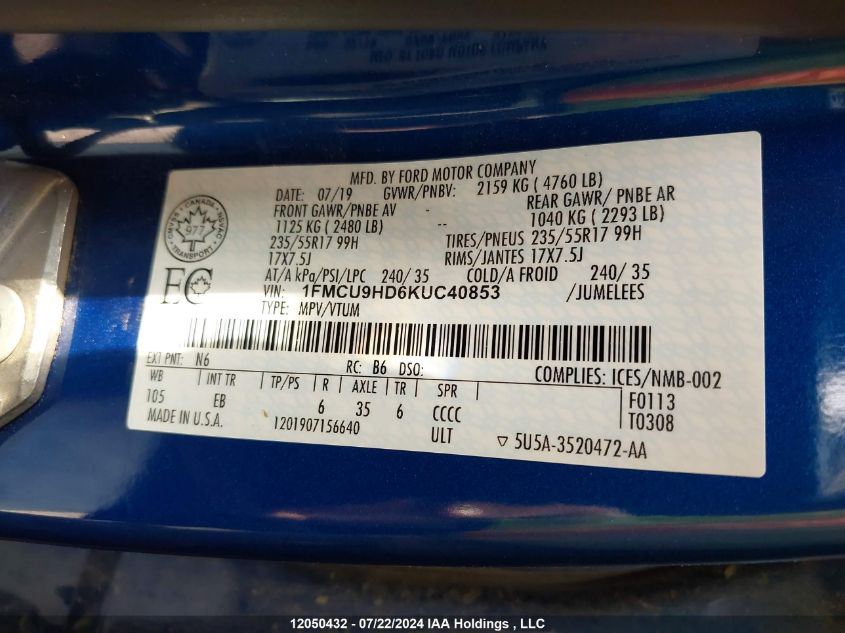 MFD. BY FORD MOTOR COMPANY
DATE: 07/19 GVWR/PNBV: 2159 KG ( 4760 LB)
FRONT GAWR/PNBE AV - REAR GAWR/ PNBE AR
1125 KG ( 2480 LB) -- 1040 KG ( 2293 LB)
235/55R17 99H TIRES/PNEUS 235/55R17 99H
17X7.5J RIMS/JANTES 17X7.5J
AT/A kPa/PSI/LPC 240/ 35 COLD/A FROID 240/ 35
VIN: 1FMCU9HD6KUC40853 /JUMELEES
TYPE: MPV/VTUM
CANADA
977
TRANSPORT
EC
EXT PNT: N6 RC: B6 DSO: COMPLIES: ICES/NMB-002
WB INT TR TP/PS R AXLE TR SPR F0113
105 EB 6 35 6 CCCC T0308
MADE IN U.S.A. 1201907156640 ULT 5U5A-3520472-AA
12050432 - 07/22/2024 IAA Holdings , LLC